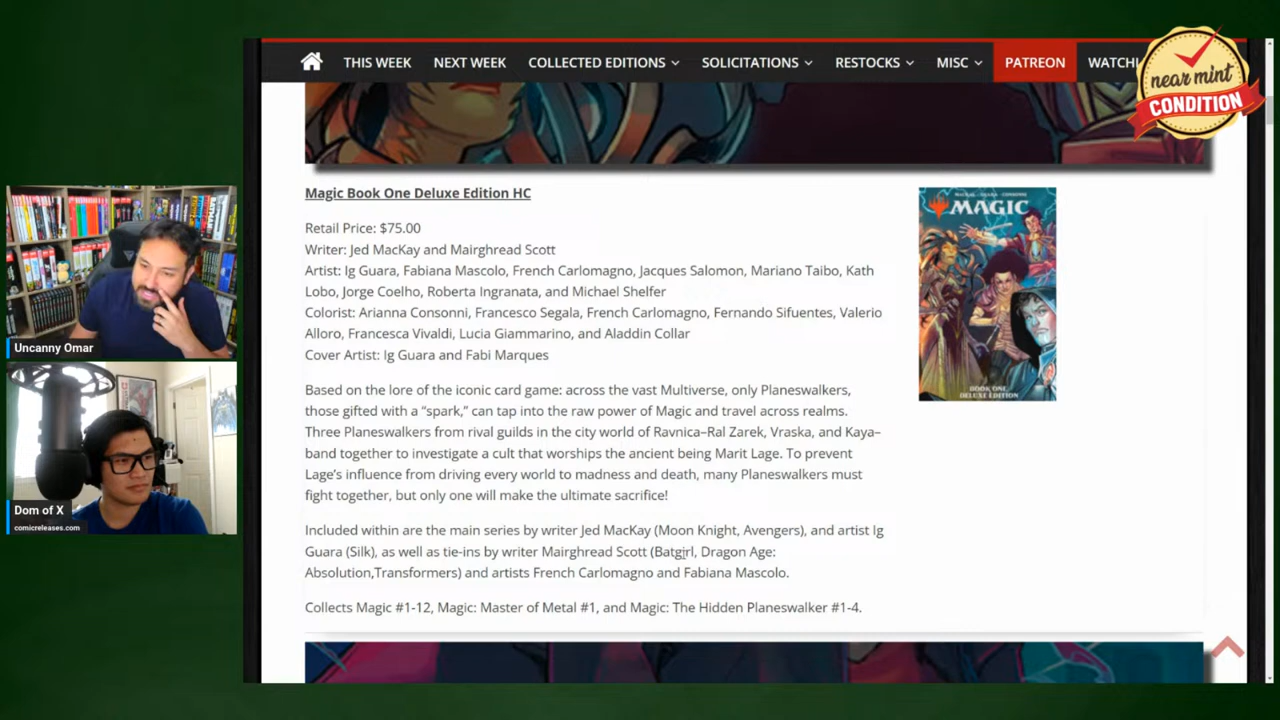 THIS WEEK NEXT WEEK COLLECTED EDITIONS SOLICITATIONS RESTOCKS MISC PATREON
near mint
CONDITION
Magic Book One Deluxe Edition HC
Retail Price: $75.00
Writer: Jed MacKay and Mairghread Scott
Artist: Ig Guara, Fabiana Mascolo, French Carlomagno, Jacques Salomon, Mariano Taibo, Kath
Lobo, Jorge Coelho, Roberta Ingranata, and Michael Shelfer
Colorist: Arianna Consonni, Francesco Segala, French Carlomagno, Fernando Sifuentes, Valerio
Alloro, Francesca Vivaldi, Lucia Giammarino, and Aladdin Collar
Cover Artist: Ig Guara and Fabi Marques
Based on the lore of the iconic card game: across the vast Multiverse, only Planeswalkers,
those gifted with a “spark,” can tap into the raw power of Magic and travel across realms.
Three Planeswalkers from rival guilds in the city world of Ravnica–Ral Zarek, Vraska, and Kaya–
band together to investigate a cult that worships the ancient being Marit Lage. To prevent
Lage’s influence from driving every world to madness and death, many Planeswalkers must
fight together, but only one will make the ultimate sacrifice!
Included within are the main series by writer Jed MacKay (Moon Knight, Avengers), and artist Ig
Guara (Silk), as well as tie-ins by writer Mairghread Scott (Batgirl, Dragon Age:
Absolution,Transformers) and artists French Carlomagno and Fabiana Mascolo.
Collects Magic #1-12, Magic: Master of Metal #1, and Magic: The Hidden Planeswalker #1-4.
MAGIC
BOOK ONE
DELUXE EDITION
Uncanny Omar
Dom of X
comicreleases.com